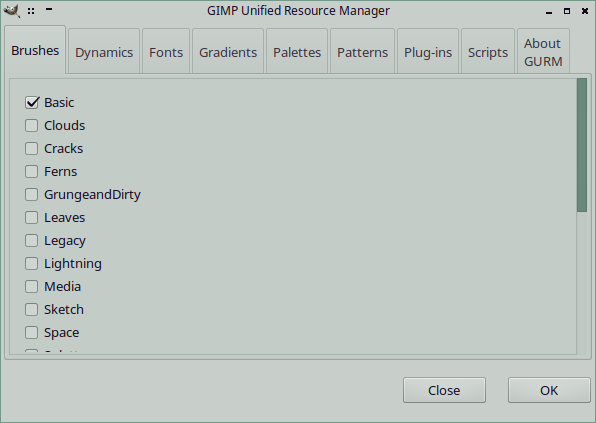 GIMP Unified Resource Manager
Brushes
Dynamics
Fonts
Gradients
Palettes
Patterns
Plug-ins
Scripts
About
GURM
Basic
Clouds
Cracks
Ferns
GrungeandDirty
Leaves
Legacy
Lightning
Media
Sketch
Space
Close
OK